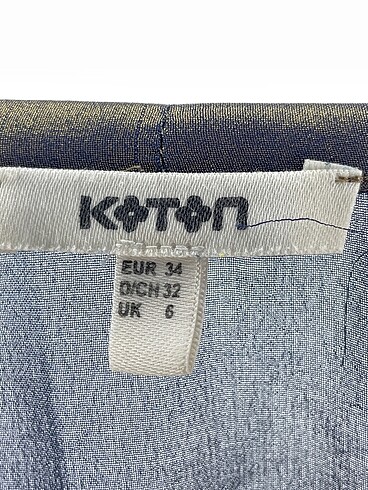 KOTON
EUR 34
D/CH 32
UK 6